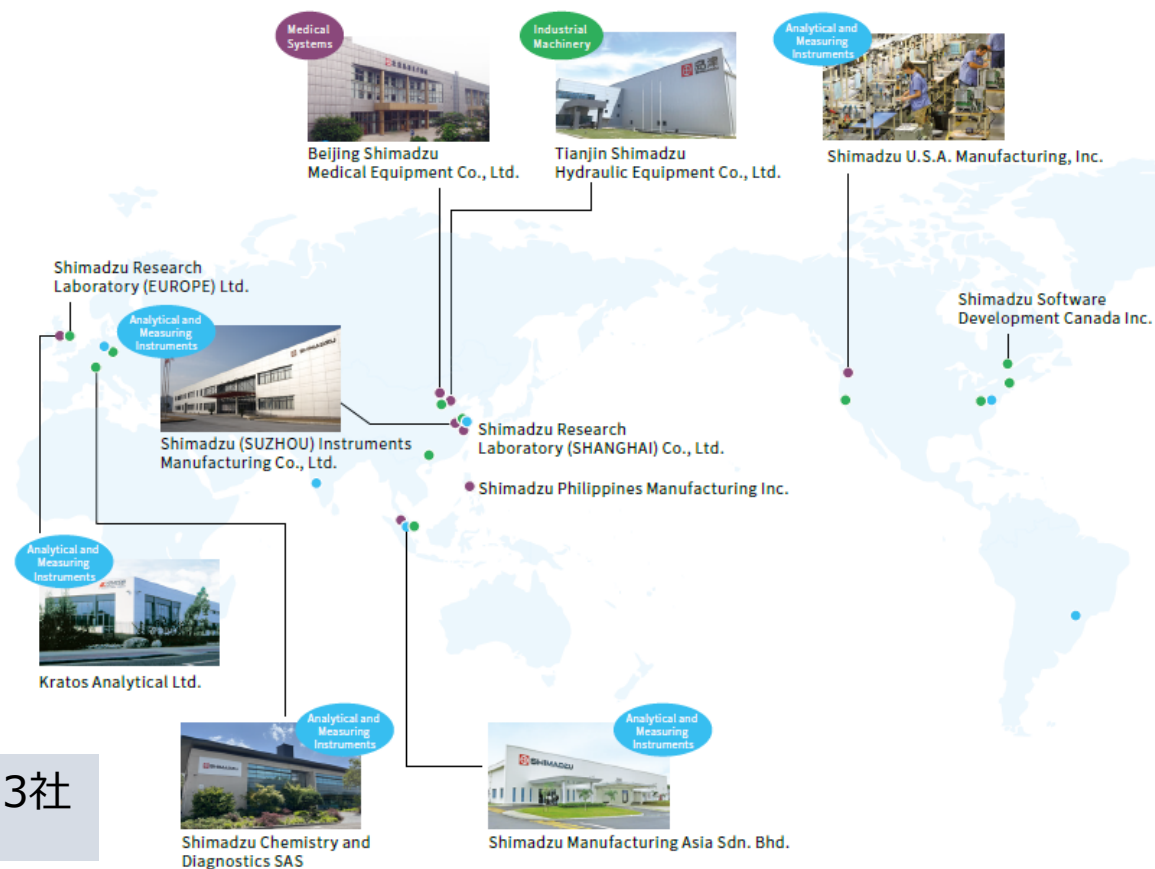 Medical
Systems
Industrial
Machinery
Analytical and
Measuring
Instruments
Beijing Shimadzu
Medical Equipment Co., Ltd.
Tianjin Shimadzu
Hydraulic Equipment Co., Ltd.
Shimadzu U.S.A. Manufacturing, Inc.
Shimadzu Research
Laboratory (EUROPE) Ltd.
Shimadzu Software
Development Canada Inc.
Analytical and
Measuring
Instruments
SHIMADZU
Shimadzu (SUZHOU) Instruments
Manufacturing Co., Ltd.
Shimadzu Research
Laboratory (SHANGHAI) Co., Ltd.
Shimadzu Philippines Manufacturing Inc.
Analytical and
Measuring
Instruments
Kratos Analytical Ltd.
Analytical and
Measuring
Instruments
SHIMADZU
Shimadzu Chemistry and
Diagnostics SAS
Analytical and
Measuring
Instruments
SHIMADZU
Shimadzu Manufacturing Asia Sdn. Bhd.
3社